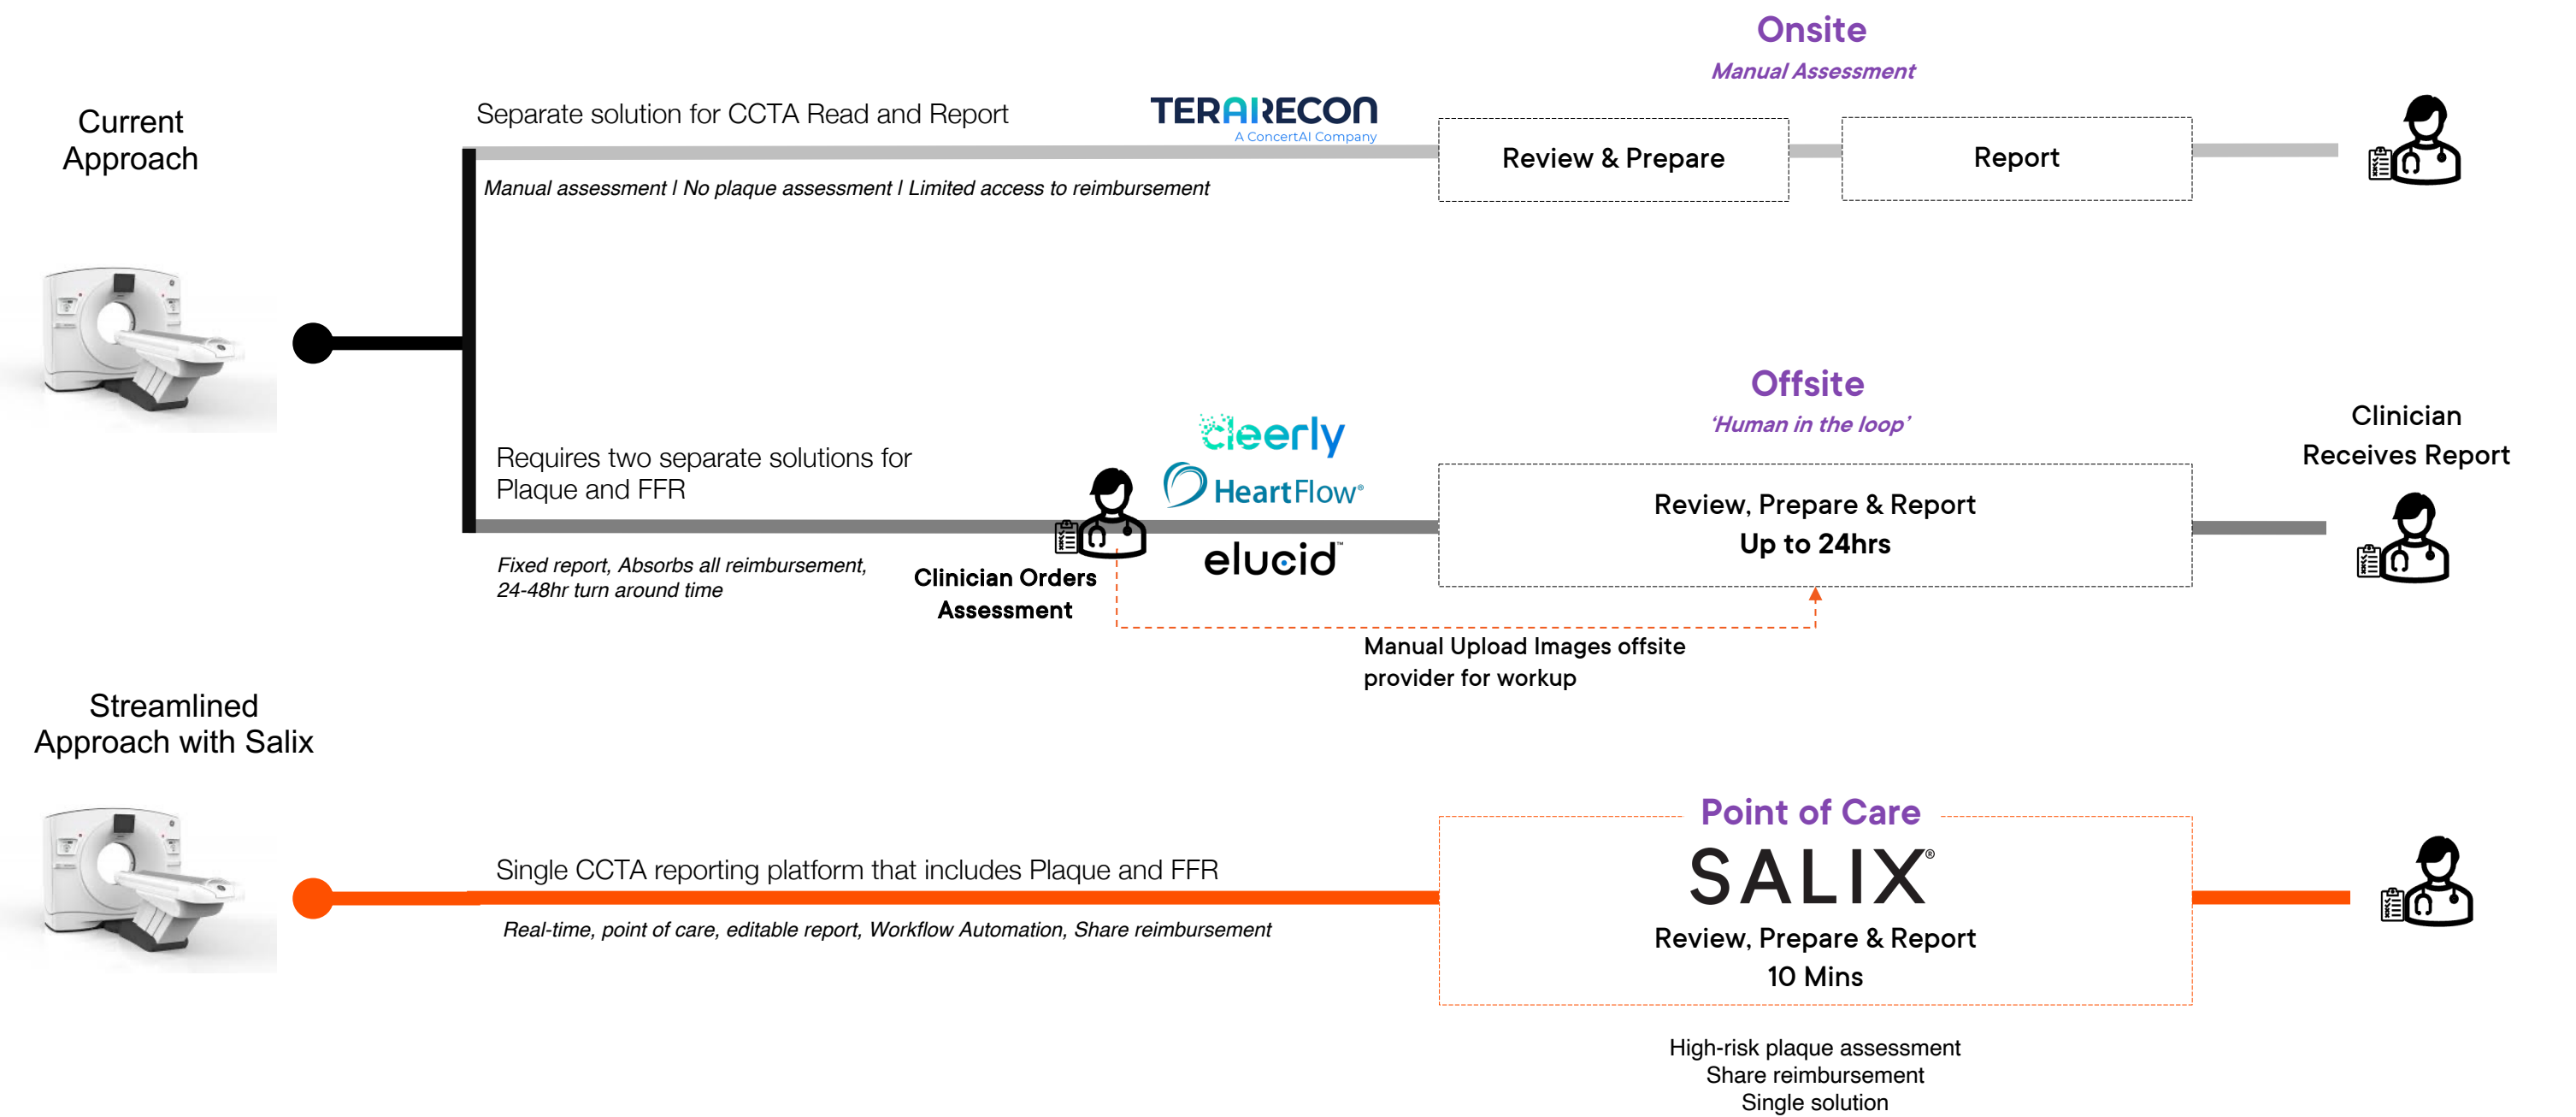 Onsite
Manual Assessment
Current
Approach
Separate solution for CCTA Read and Report
TERARECON
A ConcertAI Company
Manual assessment | No plaque assessment | Limited access to reimbursement
Review & Prepare
Report
Offsite
'Human in the loop'
Requires two separate solutions for
Plaque and FFR
cleerly
HeartFlow®
elucid™
Fixed report, Absorbs all reimbursement,
24-48hr turn around time
Clinician Orders
Assessment
Review, Prepare & Report
Up to 24hrs
Clinician
Receives Report
Manual Upload Images offsite
provider for workup
Streamlined
Approach with Salix
Single CCTA reporting platform that includes Plaque and FFR
Real-time, point of care, editable report, Workflow Automation, Share reimbursement
Point of Care
SALIX®
Review, Prepare & Report
10 Mins
High-risk plaque assessment
Share reimbursement
Single solution